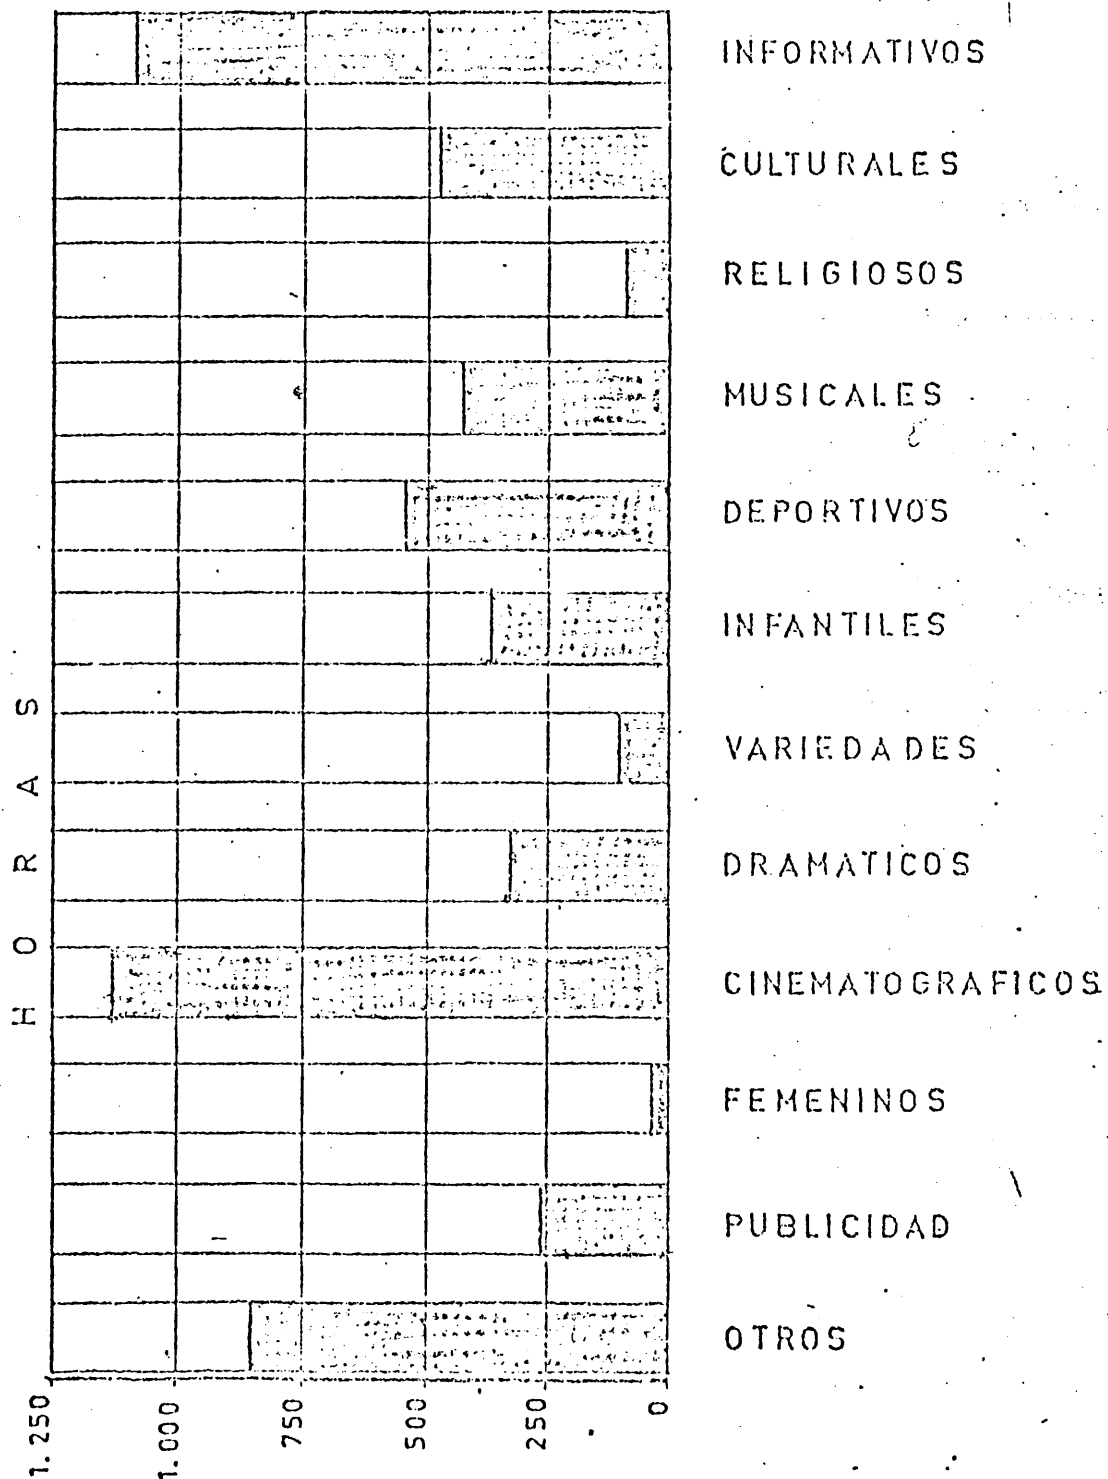 INFORMATIVOS
CULTURALES
RELIGIOSOS
MUSICALES
DEPORTIVOS
INFANTILES
VARIEDADES
DRAMATICOS
CINEMATOGRAFICOS
FEMENINOS
PUBLICIDAD
OTROS
HORAS
1.250
1.000
750
500
250
0